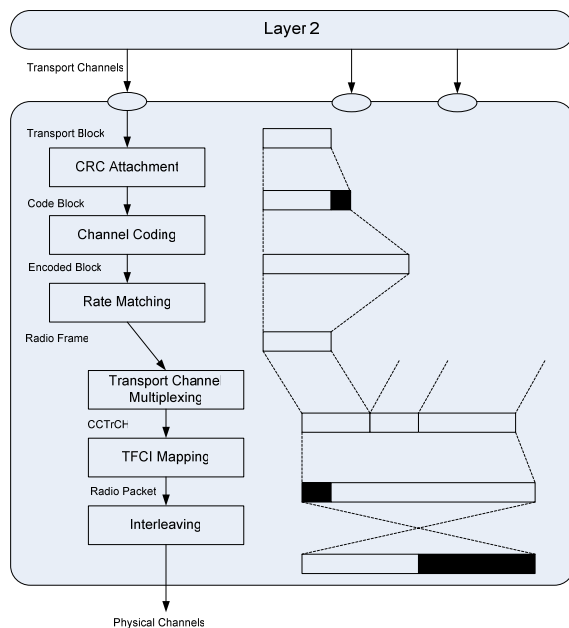 Layer 2
Transport Channels
Transport Block
CRC Attachment
Code Block
Channel Coding
Encoded Block
Rate Matching
Radio Frame
Transport Channel
Multiplexing
CCTrCH
TFCI Mapping
Radio Packet
Interleaving
Physical Channels